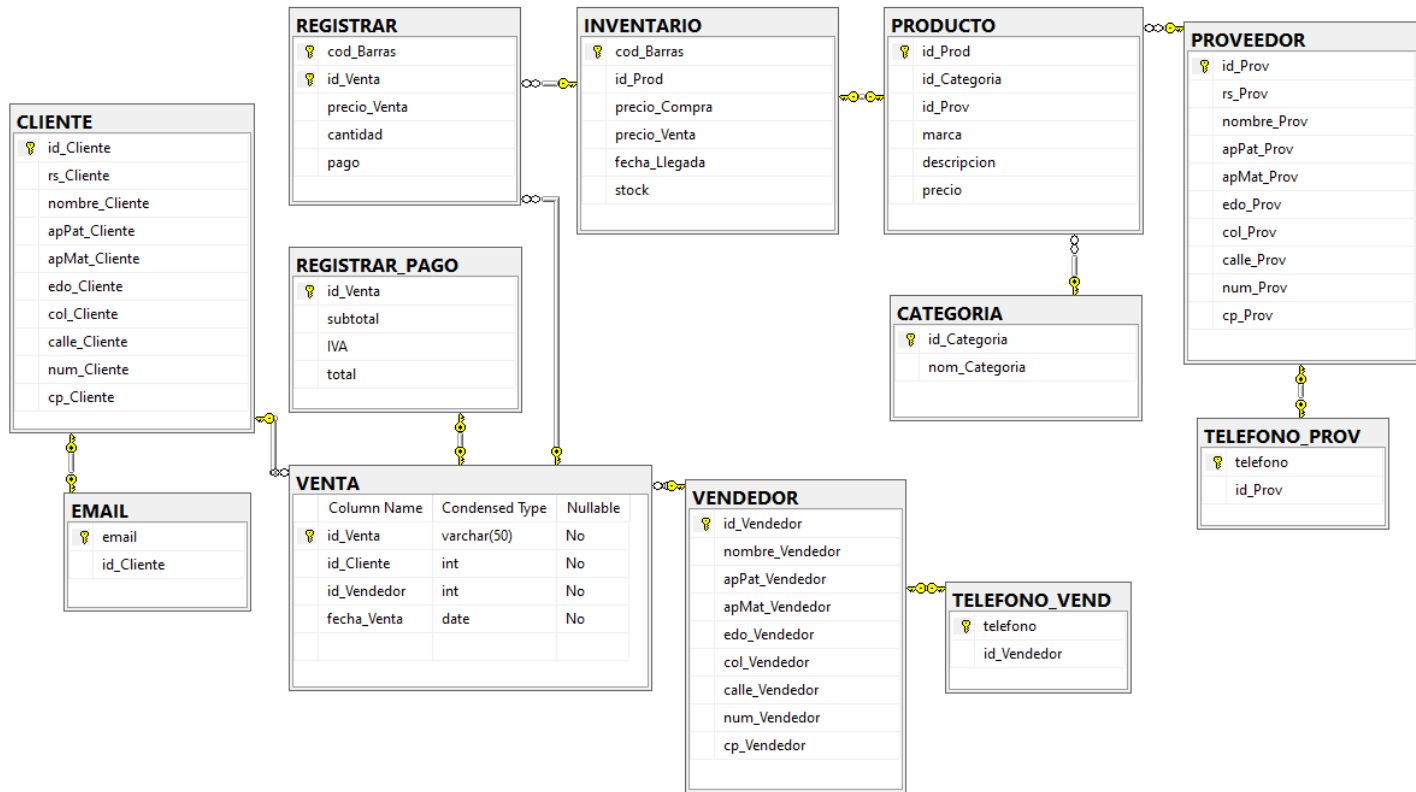 REGISTRAR
cod_Barras
id_Venta
precio_Venta
cantidad
pago
INVENTARIO
cod_Barras
id_Prod
precio_Compra
precio_Venta
fecha_Llegada
stock
PRODUCTO
id_Prod
id_Categoria
id_Prov
marca
descripcion
precio
PROVEEDOR
id_Prov
rs_Prov
nombre_Prov
apPat_Prov
apMat_Prov
edo_Prov
col_Prov
calle_Prov
num_Prov
cp_Prov
CLIENTE
id_Cliente
rs_Cliente
nombre_Cliente
apPat_Cliente
apMat_Cliente
edo_Cliente
col_Cliente
calle_Cliente
num_Cliente
cp_Cliente
REGISTRAR_PAGO
id_Venta
subtotal
IVA
total
CATEGORIA
id_Categoria
nom_Categoria
TELEFONO_PROV
telefono
id_Prov
EMAIL
email
id_Cliente
VENTA
Column Name Condensed Type Nullable
id_Venta varchar(50) No
id_Cliente int No
id_Vendedor int No
fecha_Venta date No
VENDEDOR
id_Vendedor
nombre_Vendedor
apPat_Vendedor
apMat_Vendedor
edo_Vendedor
col_Vendedor
calle_Vendedor
num_Vendedor
cp_Vendedor
TELEFONO_VEND
telefono
id_Vendedor